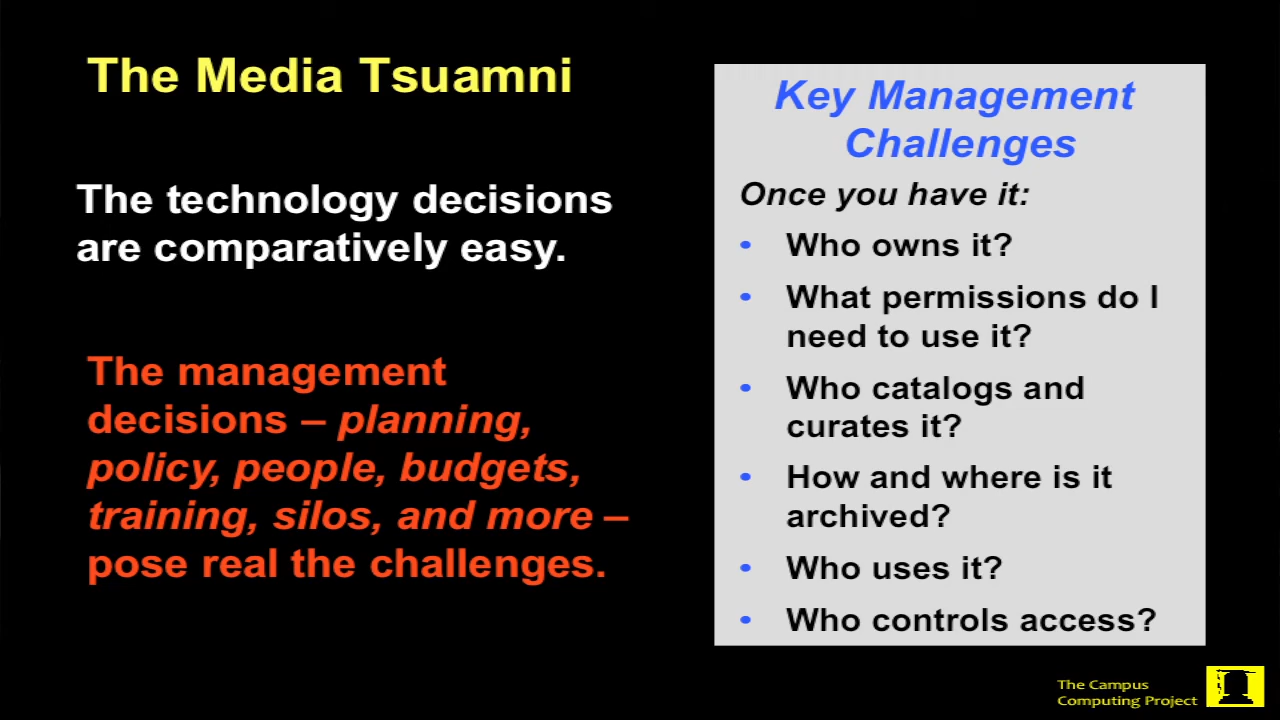 The Media Tsuamni
The technology decisions
are comparatively easy.
The management
decisions – planning,
policy, people, budgets,
training, silos, and more –
pose real the challenges.
Key Management
Challenges
Once you have it:
• Who owns it?
• What permissions do I
need to use it?
• Who catalogs and
curates it?
• How and where is it
archived?
• Who uses it?
• Who controls access?
The Campus
Computing Project